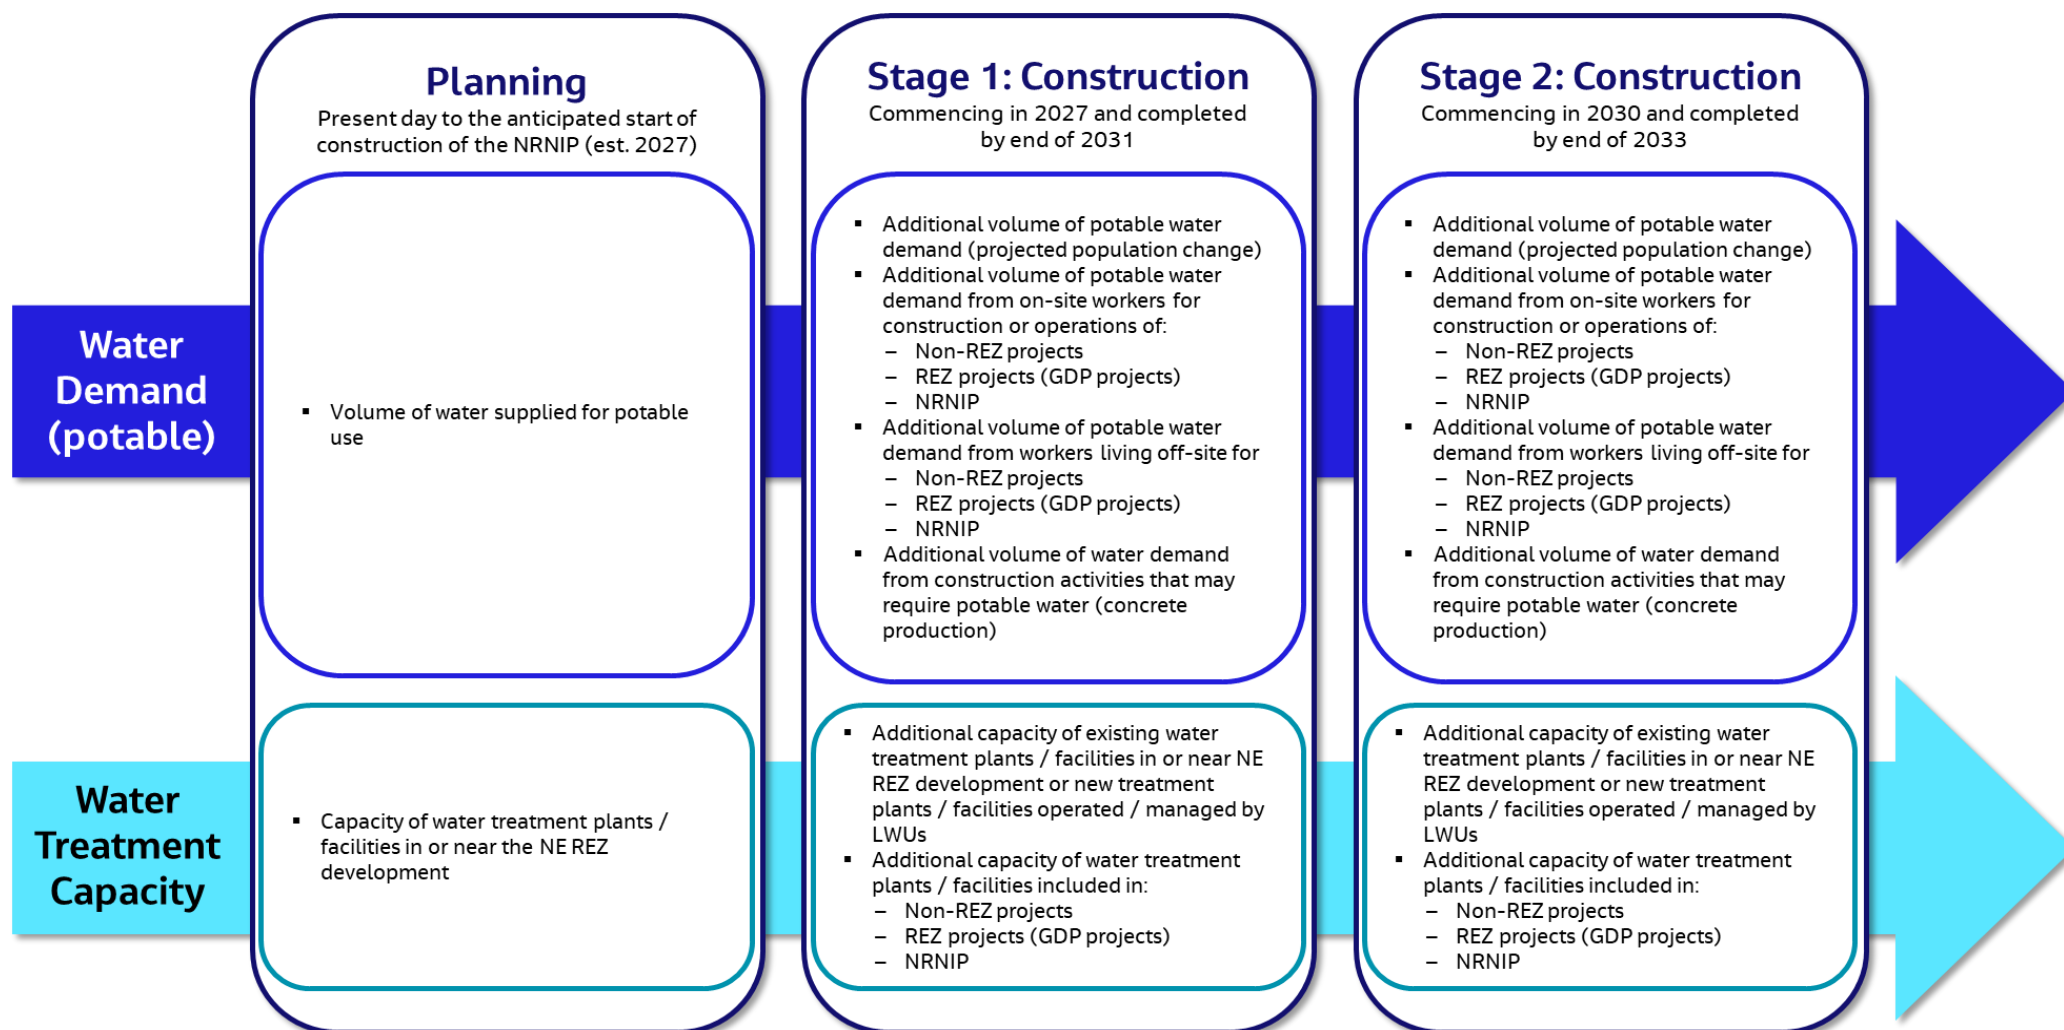 Planning
Present day to the anticipated start of
construction of the NRNIP (est. 2027)
Stage 1: Construction
Commencing in 2027 and completed
by end of 2031
Stage 2: Construction
Commencing in 2030 and completed
by end of 2033
Water
Demand
(potable)
▪ Volume of water supplied for potable
use
▪ Additional volume of potable water
demand (projected population change)
▪ Additional volume of potable water
demand from on-site workers for
construction or operations of:
– Non-REZ projects
– REZ projects (GDP projects)
– NRNIP
▪ Additional volume of potable water
demand from workers living off-site for
– Non-REZ projects
– REZ projects (GDP projects)
– NRNIP
▪ Additional volume of water demand
from construction activities that may
require potable water (concrete
production)
▪ Additional volume of potable water
demand (projected population change)
▪ Additional volume of potable water
demand from on-site workers for
construction or operations of:
– Non-REZ projects
– REZ projects (GDP projects)
– NRNIP
▪ Additional volume of potable water
demand from workers living off-site for
– Non-REZ projects
– REZ projects (GDP projects)
– NRNIP
▪ Additional volume of water demand
from construction activities that may
require potable water (concrete
production)
Water
Treatment
Capacity
▪ Capacity of water treatment plants /
facilities in or near the NE REZ
development
▪ Additional capacity of existing water
treatment plants / facilities in or near NE
REZ development or new treatment
plants / facilities operated / managed by
LWUs
▪ Additional capacity of water treatment
plants / facilities included in:
– Non-REZ projects
– REZ projects (GDP projects)
– NRNIP
▪ Additional capacity of existing water
treatment plants / facilities in or near NE
REZ development or new treatment
plants / facilities operated / managed by
LWUs
▪ Additional capacity of water treatment
plants / facilities included in:
– Non-REZ projects
– REZ projects (GDP projects)
– NRNIP